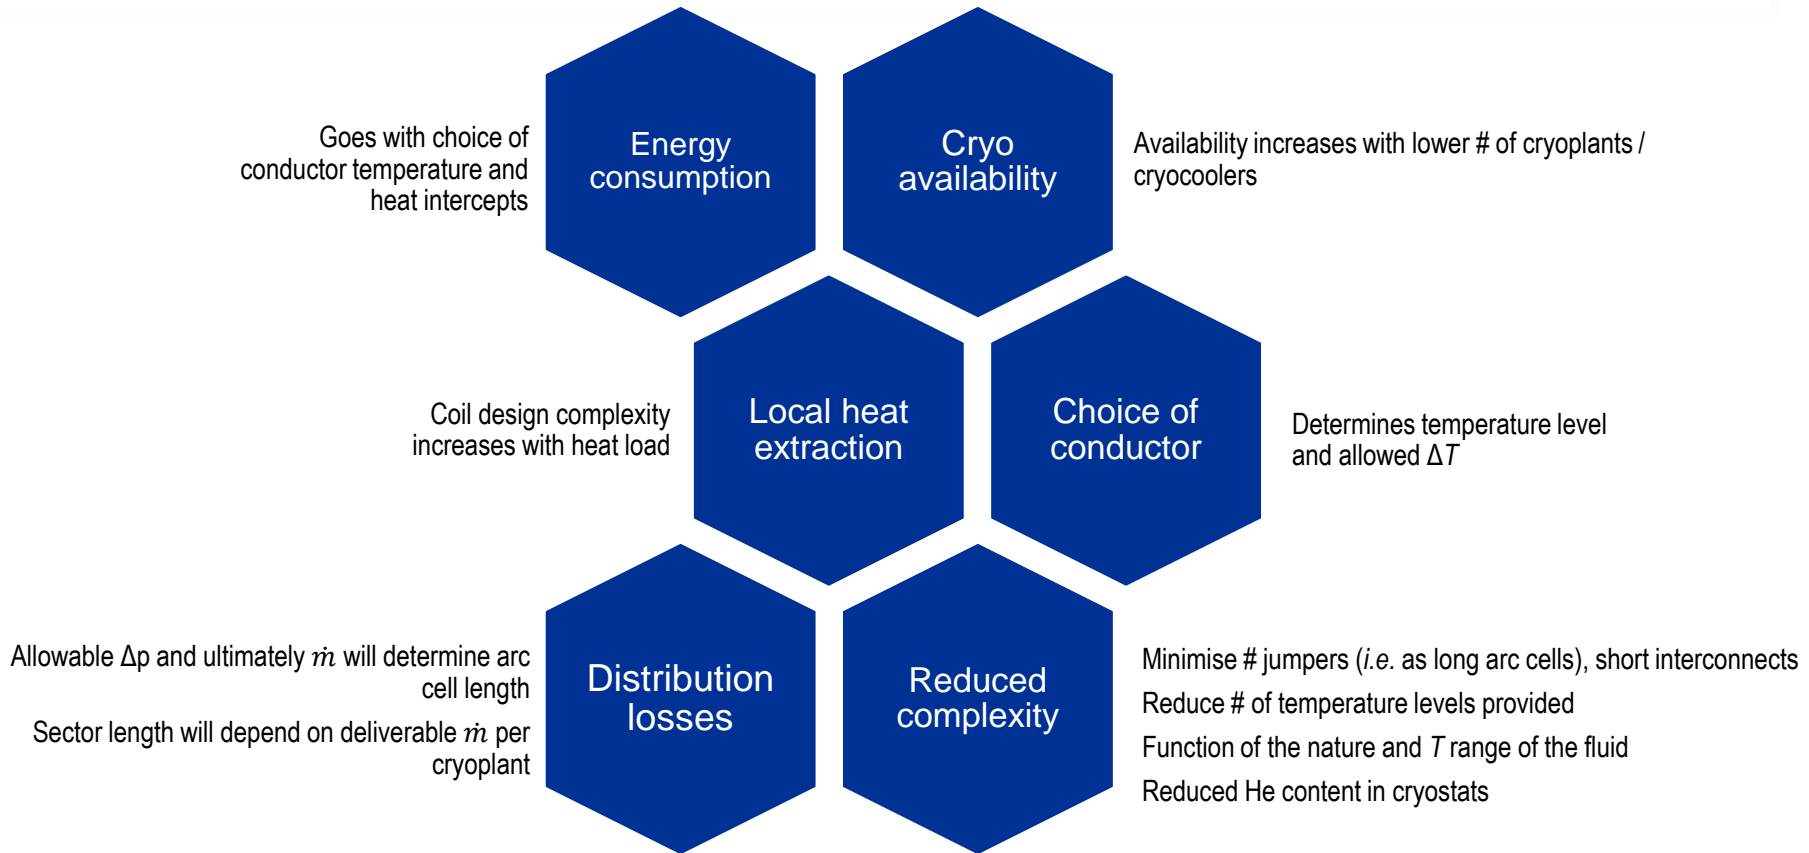 Goes with choice of
conductor temperature and
heat intercepts
Energy
consumption
Cryo
availability
Availability increases with lower # of cryoplants /
cryocoolers
Coil design complexity
increases with heat load
Local heat
extraction
Choice of
conductor
Determines temperature level
and allowed ΔT
Allowable Δp and ultimately ṁ will determine arc
cell length
Sector length will depend on deliverable ṁ per
cryoplant
Distribution
losses
Reduced
complexity
Minimise # jumpers (i.e. as long arc cells), short interconnects
Reduce # of temperature levels provided
Function of the nature and T range of the fluid
Reduced He content in cryostats